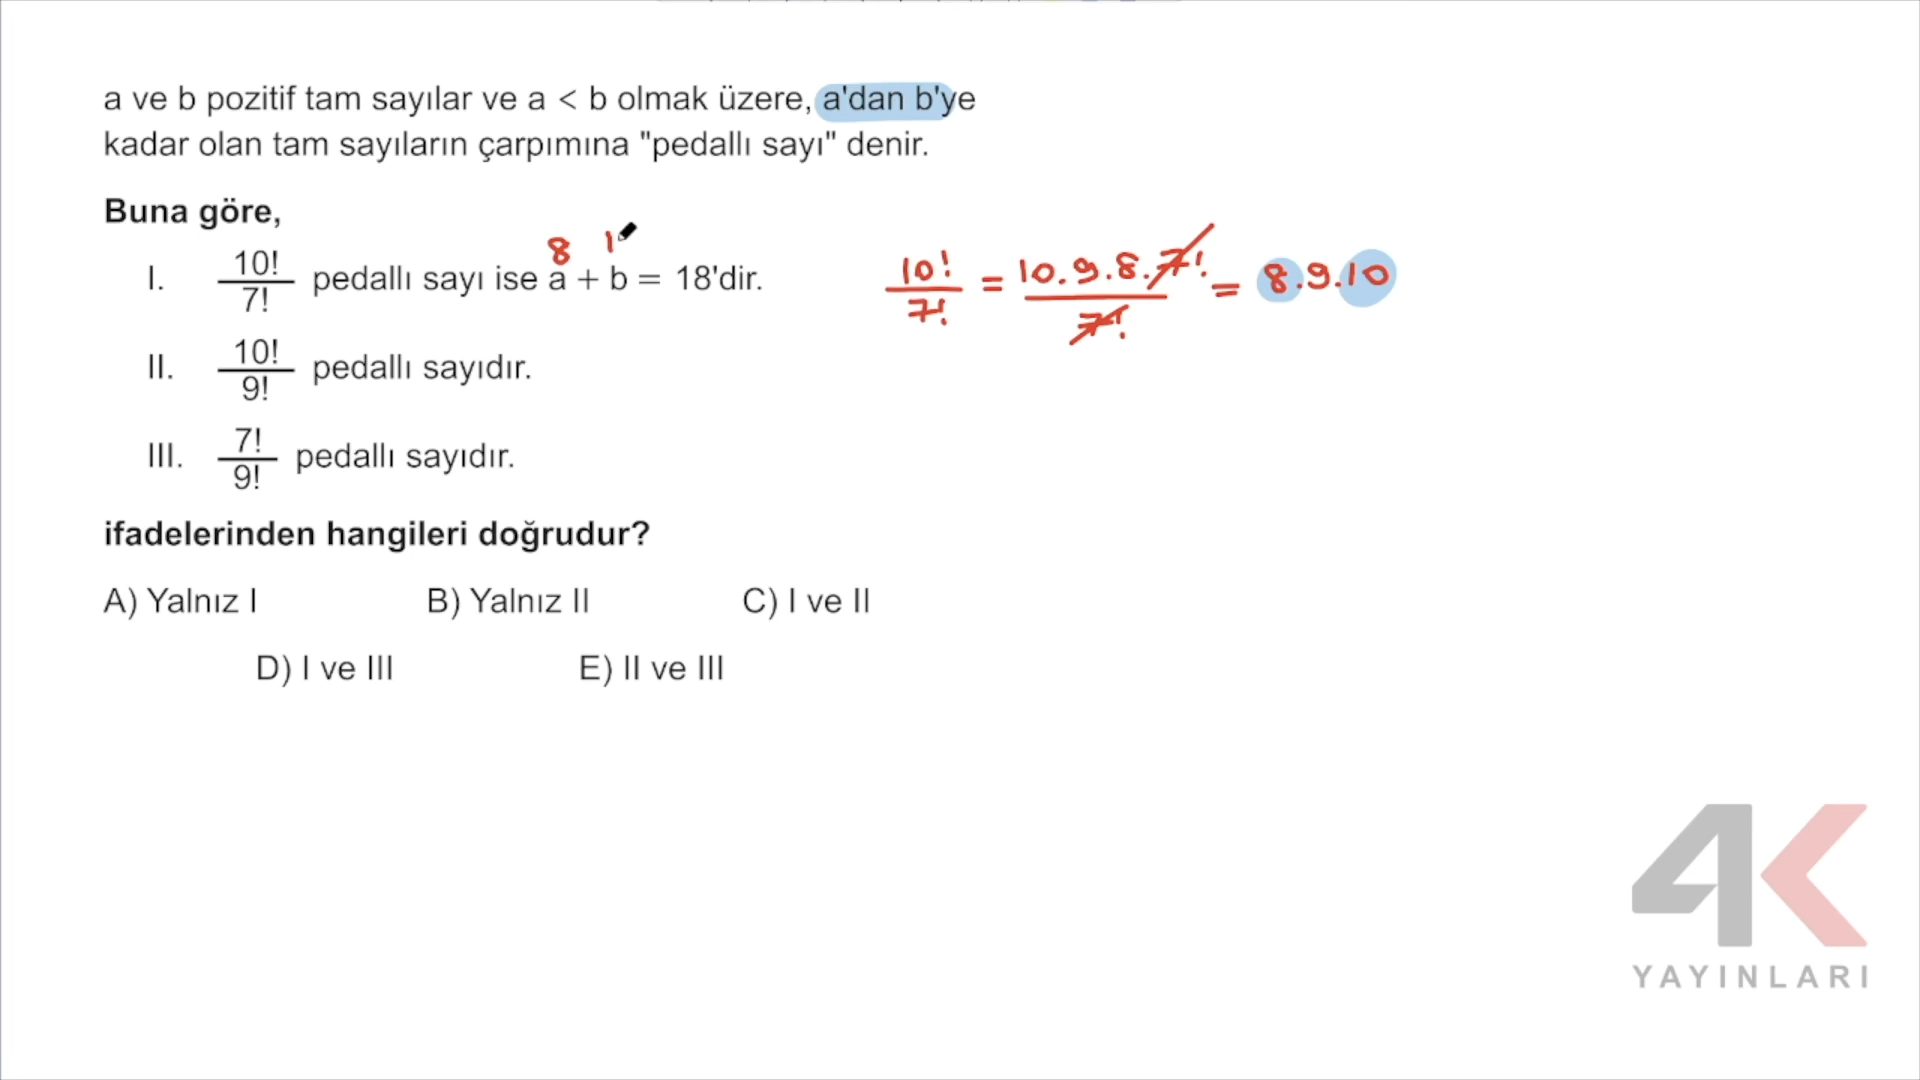 a ve b pozitif tam sayılar ve a < b olmak üzere, a'dan b'ye
kadar olan tam sayıların çarpımına "pedallı sayı" denir.
Buna göre,
8 1
I. 10!/7! pedallı sayı ise a + b = 18'dir.
10!/7! = 10.9.8.7!/7! = 8.9.10
II. 10!/9! pedallı sayıdır.
III. 7!/9! pedallı sayıdır.
ifadelerinden hangileri doğrudur?
A) Yalnız I B) Yalnız II C) I ve II
D) I ve III E) II ve III
4K
YAYINLARI